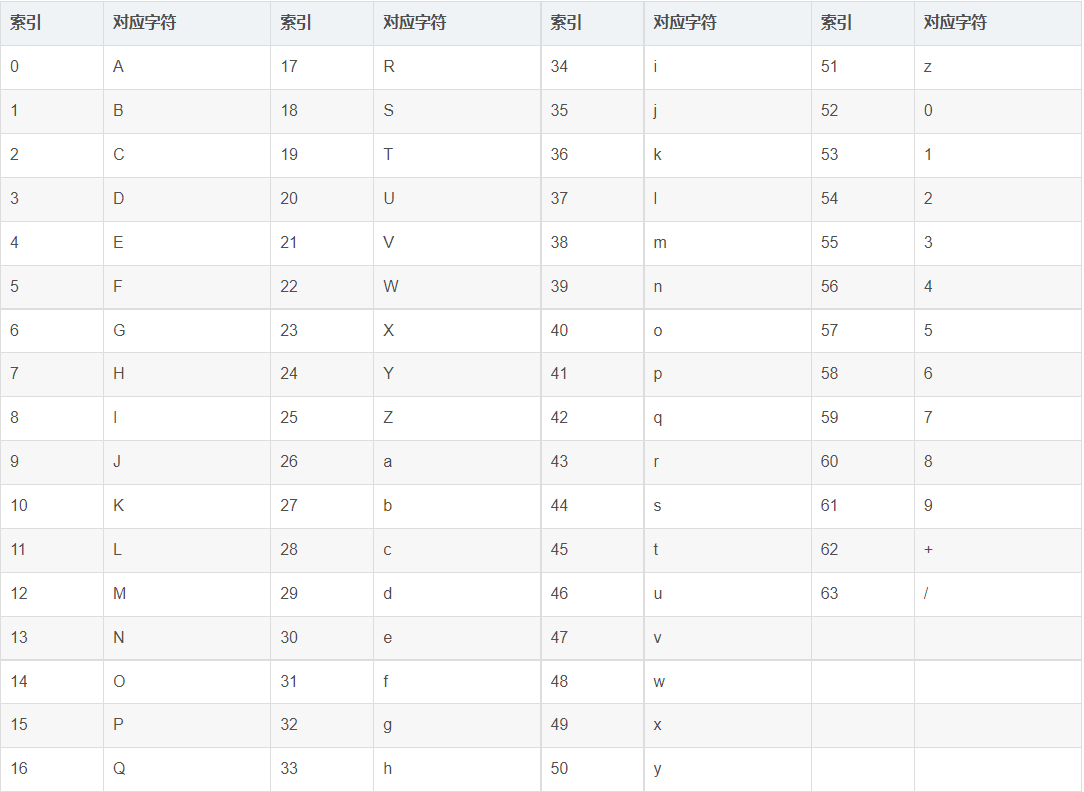 索引 对应字符 索引 对应字符 索引 对应字符 索引 对应字符
0 A 17 R 34 i 51 z
1 B 18 S 35 j 52 0
2 C 19 T 36 k 53 1
3 D 20 U 37 l 54 2
4 E 21 V 38 m 55 3
5 F 22 W 39 n 56 4
6 G 23 X 40 o 57 5
7 H 24 Y 41 p 58 6
8 I 25 Z 42 q 59 7
9 J 26 a 43 r 60 8
10 K 27 b 44 s 61 9
11 L 28 c 45 t 62 +
12 M 29 d 46 u 63 /
13 N 30 e 47 v
14 O 31 f 48 w
15 P 32 g 49 x
16 Q 33 h 50 y